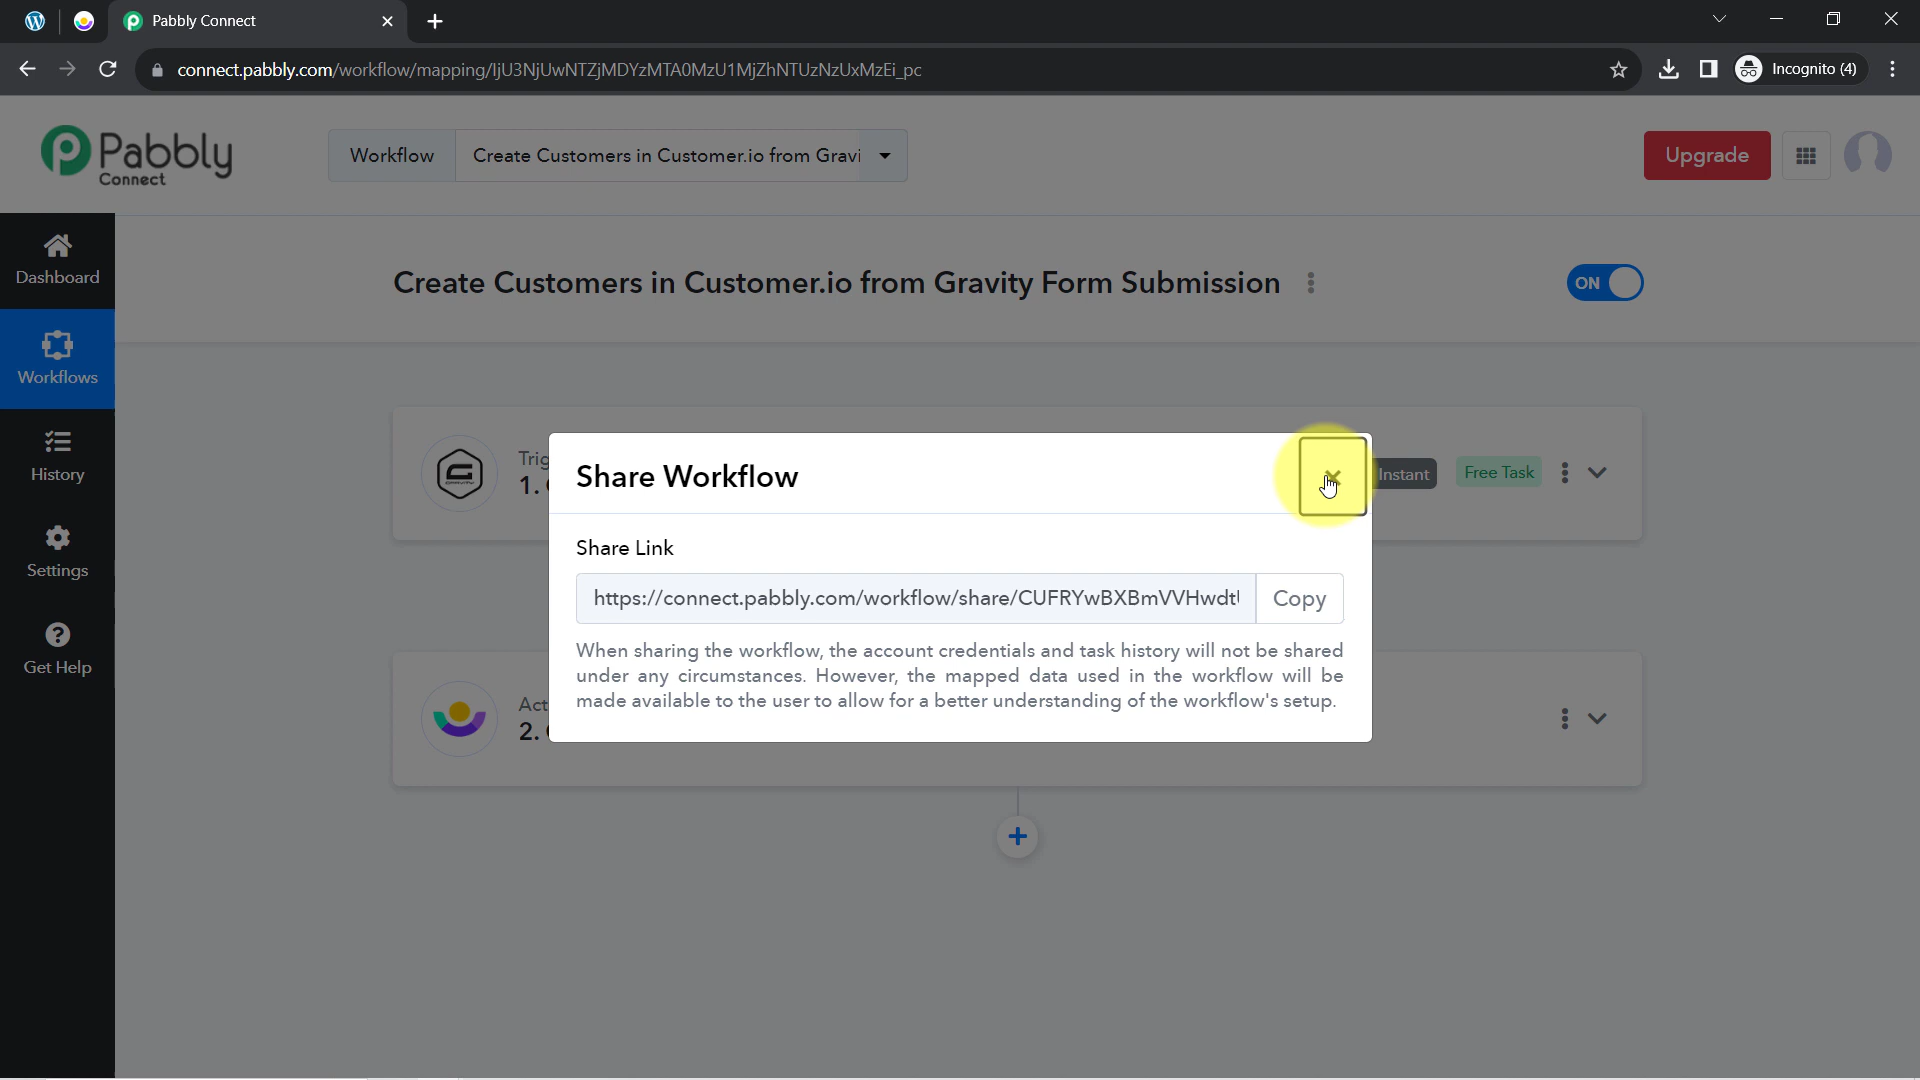 Pabbly Connect
connect.pabbly.com/workflow/mapping/IjU3NjUwNTZjMDYzMTA0MzU1MjZhNTUzNzUxMzEi_pc
Incognito (4)
Pabbly
Connect
Workflow
Create Customers in Customer.io from Gravi
Upgrade
Dashboard
Workflows
History
Settings
Get Help
Create Customers in Customer.io from Gravity Form Submission
ON
Trig
1.
Instant
Free Task
Share Workflow
Share Link
https://connect.pabbly.com/workflow/share/CUFRYwBXBmVVHwdt
Copy
When sharing the workflow, the account credentials and task history will not be shared
under any circumstances. However, the mapped data used in the workflow will be
made available to the user to allow for a better understanding of the workflow's setup.
Act
2.